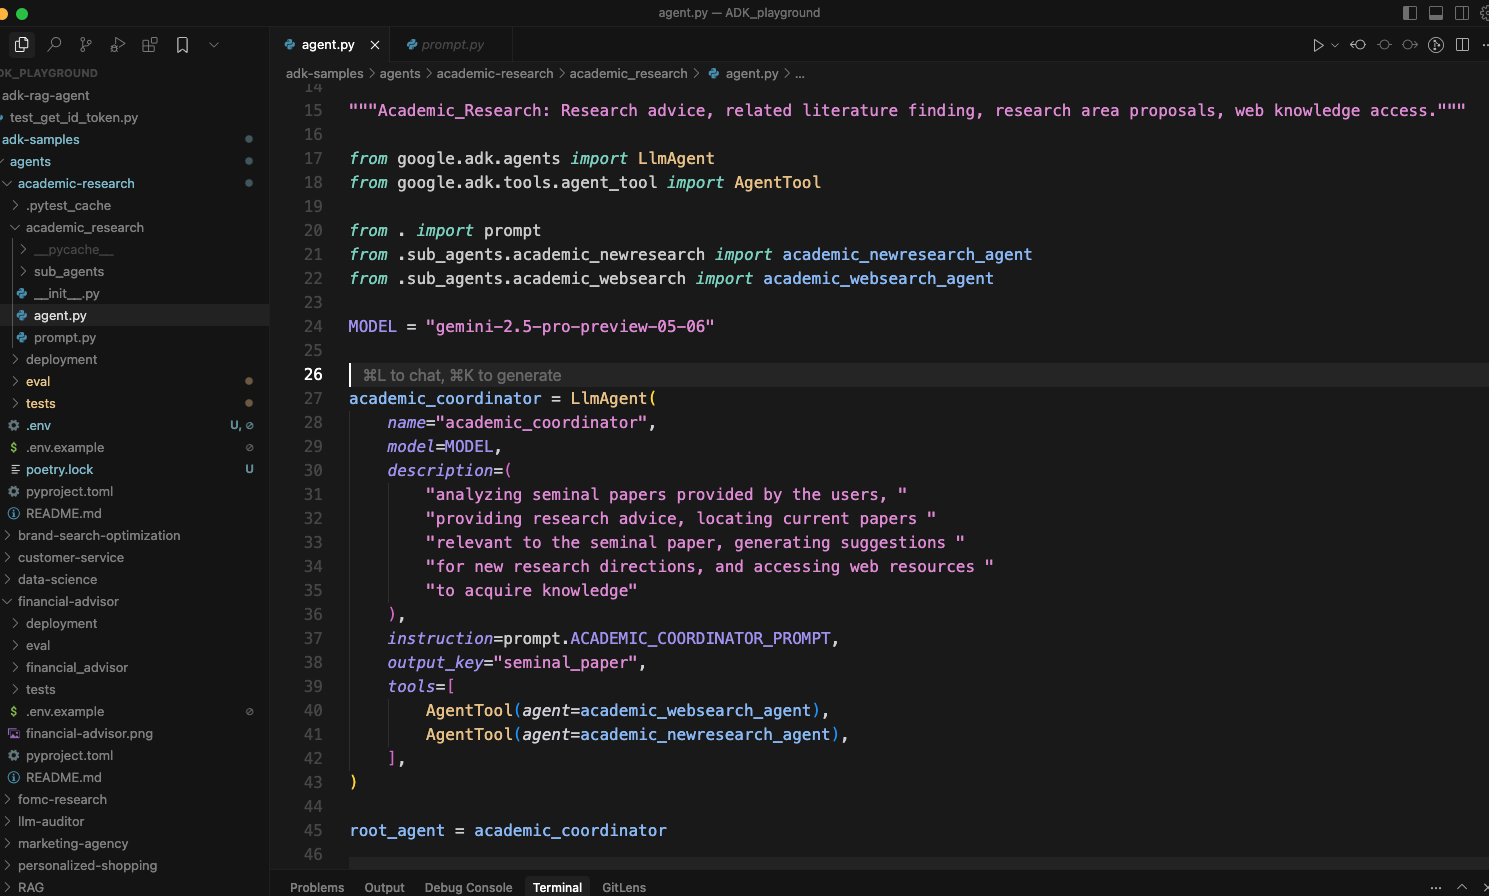 agent.py — ADK_playground
DK_PLAYGROUND
adk-rag-agent
test_get_id_token.py
adk-samples
agents
academic-research
.pytest_cache
academic_research
__pycache__
sub_agents
__init__.py
agent.py
prompt.py
deployment
eval
tests
.env U,
.env.example
poetry.lock U
pyproject.toml
README.md
brand-search-optimization
customer-service
data-science
financial-advisor
deployment
eval
financial_advisor
tests
.env.example
financial-advisor.png
pyproject.toml
README.md
fomc-research
llm-auditor
marketing-agency
personalized-shopping
RAG
agent.py prompt.py
adk-samples > agents > academic-research > academic_research > agent.py > ...
14
15 """Academic_Research: Research advice, related literature finding, research area proposals, web knowledge access."""
16
17 from google.adk.agents import LlmAgent
18 from google.adk.tools.agent_tool import AgentTool
19
20 from . import prompt
21 from .sub_agents.academic_newresearch import academic_newresearch_agent
22 from .sub_agents.academic_websearch import academic_websearch_agent
23
24 MODEL = "gemini-2.5-pro-preview-05-06"
25
26 ⌘L to chat, ⌘K to generate
27 academic_coordinator = LlmAgent(
28 name="academic_coordinator",
29 model=MODEL,
30 description=(
31 "analyzing seminal papers provided by the users, "
32 "providing research advice, locating current papers "
33 "relevant to the seminal paper, generating suggestions "
34 "for new research directions, and accessing web resources "
35 "to acquire knowledge"
36 ),
37 instruction=prompt.ACADEMIC_COORDINATOR_PROMPT,
38 output_key="seminal_paper",
39 tools=[
40 AgentTool(agent=academic_websearch_agent),
41 AgentTool(agent=academic_newresearch_agent),
42 ],
43 )
44
45 root_agent = academic_coordinator
46
Problems Output Debug Console Terminal GitLens